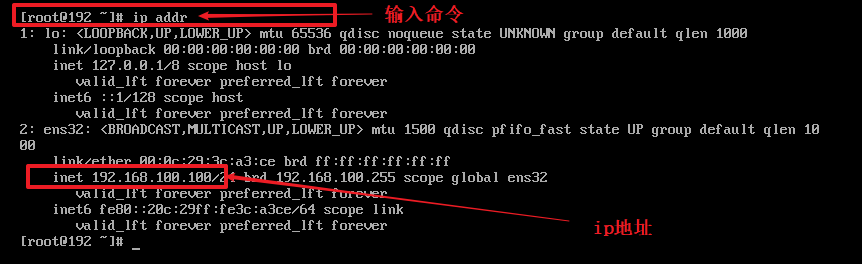 [root@192 ~]# ip addr
输入命令
1: lo: <LOOPBACK,UP,LOWER_UP> mtu 65536 qdisc noqueue state UNKNOWN group default qlen 1000
link/loopback 00:00:00:00:00:00 brd 00:00:00:00:00:00
inet 127.0.0.1/8 scope host lo
valid_lft forever preferred_lft forever
inet6 ::1/128 scope host
valid_lft forever preferred_lft forever
2: ens32: <BROADCAST,MULTICAST,UP,LOWER_UP> mtu 1500 qdisc pfifo_fast state UP group default qlen 10
00
link/ether 00:0c:29:3c:a3:ce brd ff:ff:ff:ff:ff:ff
inet 192.168.100.100/24 brd 192.168.100.255 scope global ens32
valid_lft forever preferred_lft forever
inet6 fe80::20c:29ff:fe3c:a3ce/64 scope link
valid_lft forever preferred_lft forever
ip地址
[root@192 ~]# _